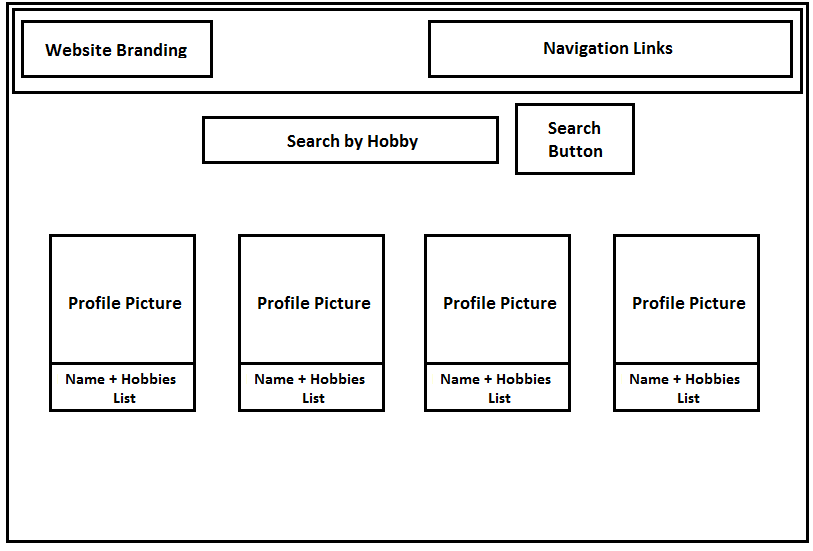 Website Branding
Navigation Links
Search by Hobby
Search
Button
Profile Picture
Profile Picture
Profile Picture
Profile Picture
Name + Hobbies
List
Name + Hobbies
List
Name + Hobbies
List
Name + Hobbies
List